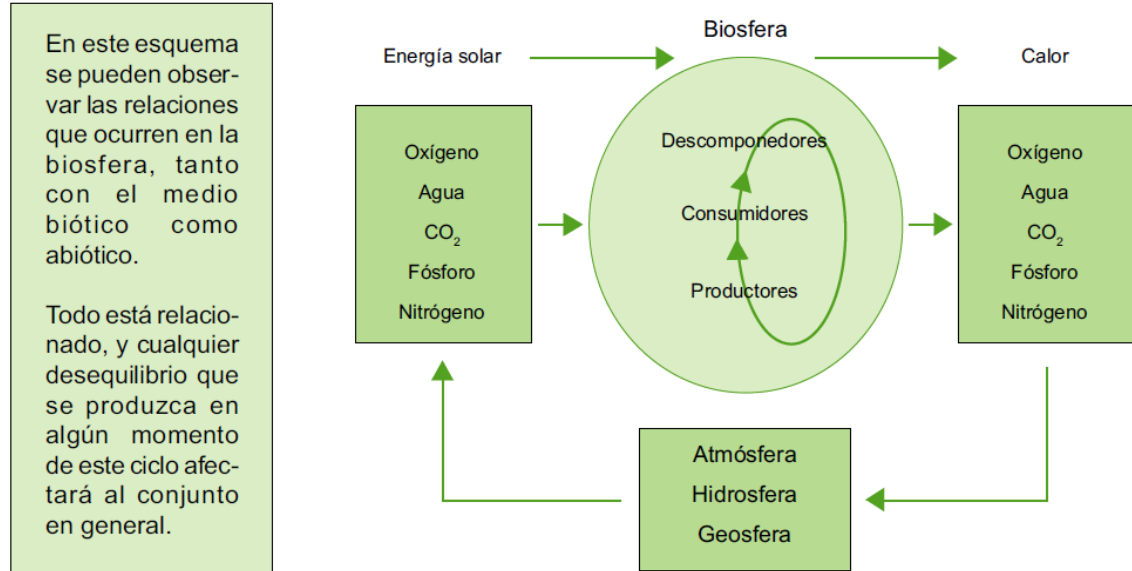 En este esquema
se pueden obser-
var las relaciones
que ocurren en la
biosfera, tanto
con el medio
biótico como
abiótico.
Todo está relacio-
nado, y cualquier
desequilibrio que
se produzca en
algún momento
de este ciclo afec-
tará al conjunto
en general.
Biosfera
Energía solar
Calor
Oxígeno
Agua
CO₂
Fósforo
Nitrógeno
Descomponedores
Consumidores
Productores
Oxígeno
Agua
CO₂
Fósforo
Nitrógeno
Atmósfera
Hidrosfera
Geosfera